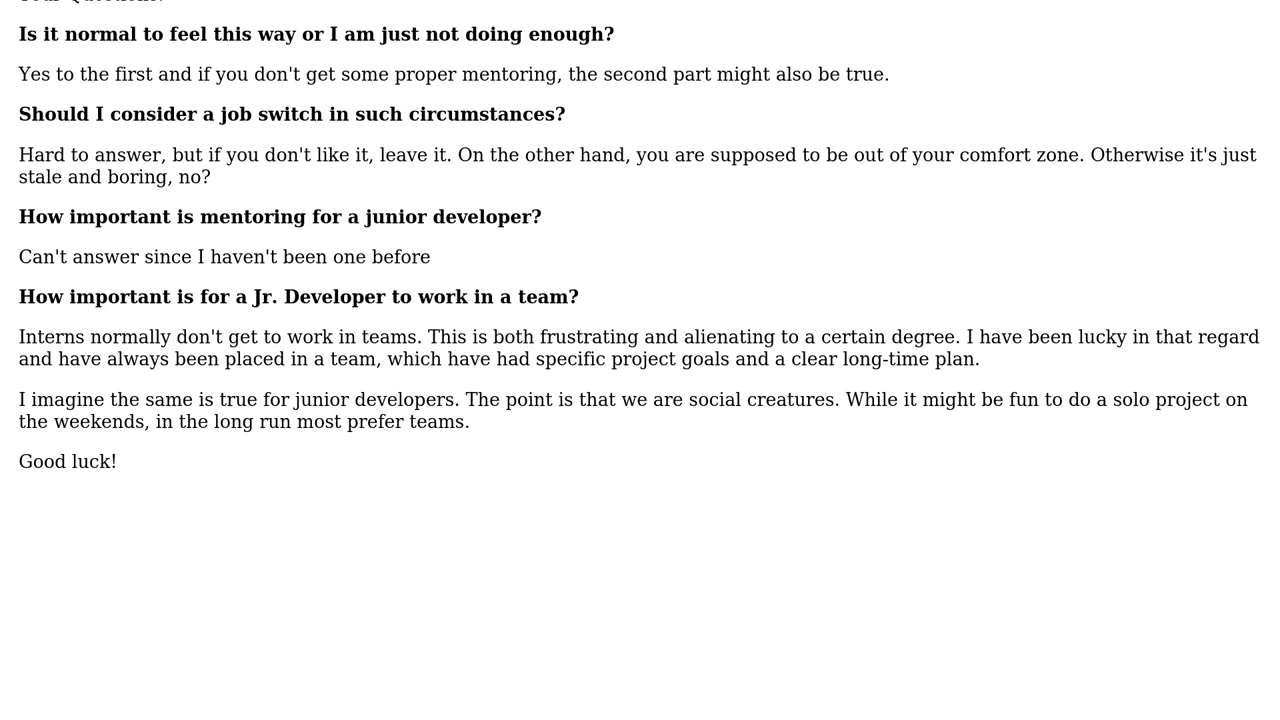 Is it normal to feel this way or I am just not doing enough?
Yes to the first and if you don't get some proper mentoring, the second part might also be true.
Should I consider a job switch in such circumstances?
Hard to answer, but if you don't like it, leave it. On the other hand, you are supposed to be out of your comfort zone. Otherwise it's just
stale and boring, no?
How important is mentoring for a junior developer?
Can't answer since I haven't been one before
How important is for a Jr. Developer to work in a team?
Interns normally don't get to work in teams. This is both frustrating and alienating to a certain degree. I have been lucky in that regard
and have always been placed in a team, which have had specific project goals and a clear long-time plan.
I imagine the same is true for junior developers. The point is that we are social creatures. While it might be fun to do a solo project on
the weekends, in the long run most prefer teams.
Good luck!